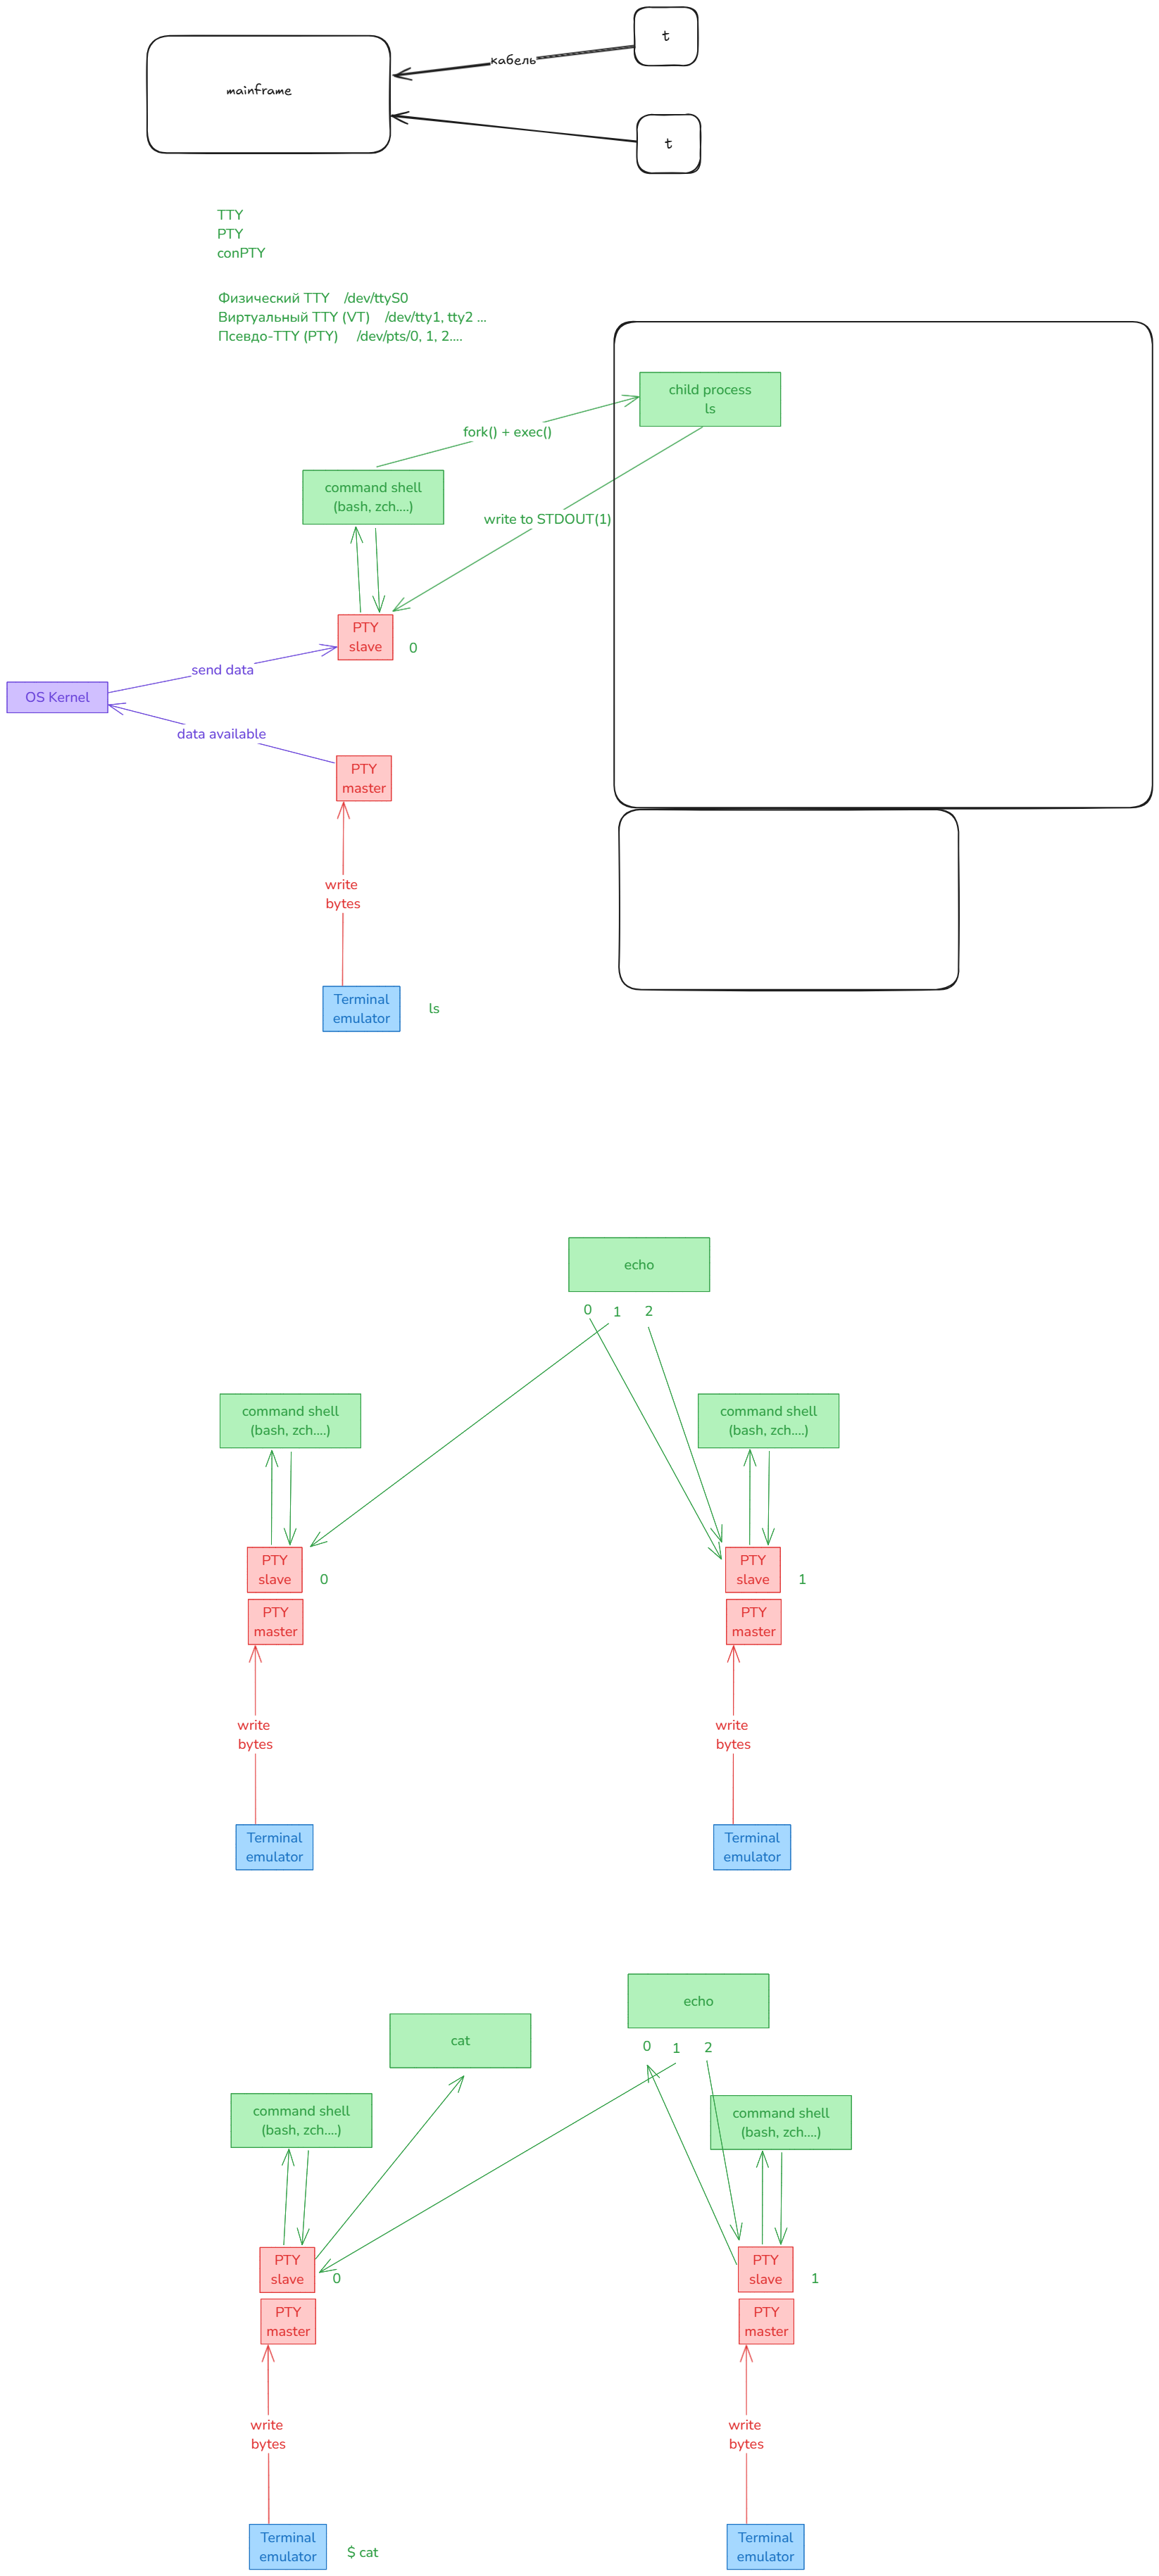 t
кабель
mainframe
t
TTY
PTY
conPTY
Физический TTY /dev/ttyS0
Виртуальный TTY (VT) /dev/tty1, tty2 ...
Псевдо-TTY (PTY) /dev/pts/0, 1, 2....
child process
ls
fork() + exec()
command shell
(bash, zch....)
write to STDOUT(1)
PTY
slave
0
send data
OS Kernel
data available
PTY
master
write
bytes
Terminal
emulator
ls
echo
0
1
2
command shell
(bash, zch....)
command shell
(bash, zch....)
PTY
slave
0
PTY
slave
1
PTY
master
PTY
master
write
bytes
write
bytes
Terminal
emulator
Terminal
emulator
echo
cat
0
1
2
command shell
(bash, zch....)
command shell
(bash, zch....)
PTY
slave
0
PTY
slave
1
PTY
master
PTY
master
write
bytes
write
bytes
Terminal
emulator
$ cat
Terminal
emulator